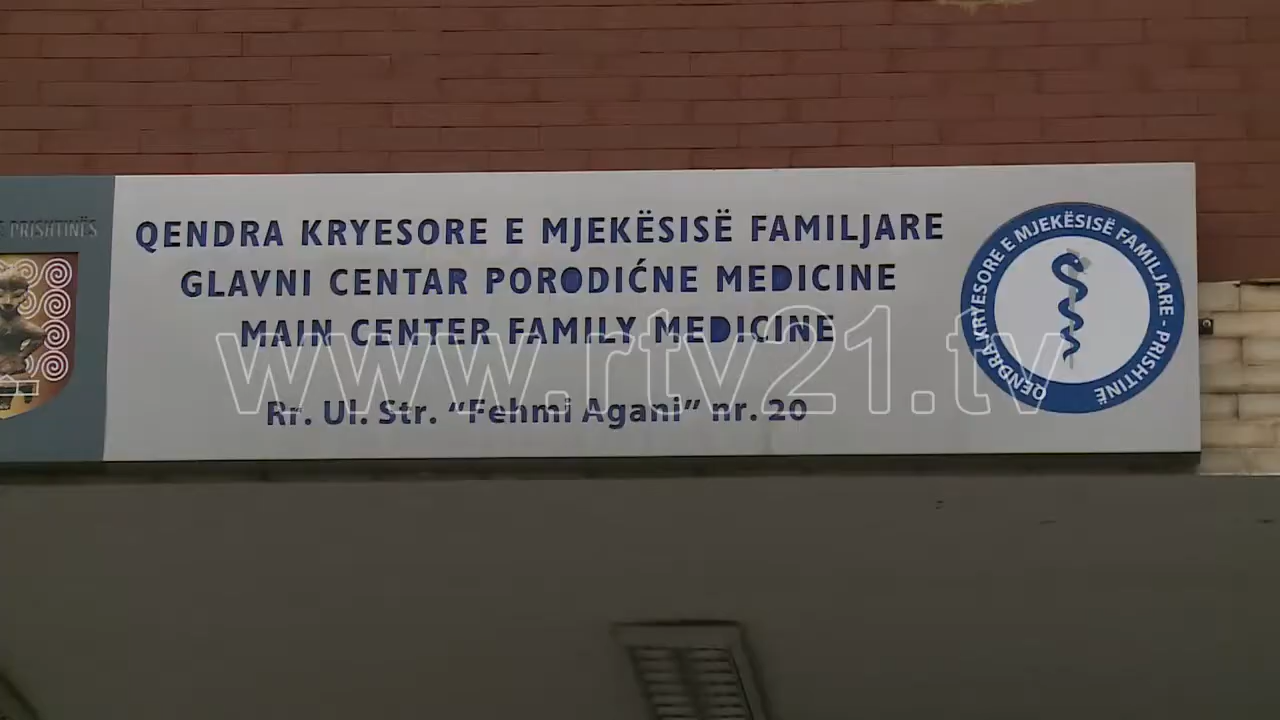 PRISHTINËS
QENDRA KRYESORE E MJEKËSISË FAMILJARE
GLAVNI CENTAR PORODIĆNE MEDICINE
MAIN CENTER FAMILY MEDICINE
Rr. Ul. Str. “Fehmi Agani” nr. 20
QENDRA KRYESORE E MJEKËSISË FAMILJARE - PRISHTINË
www.rtv21.tv